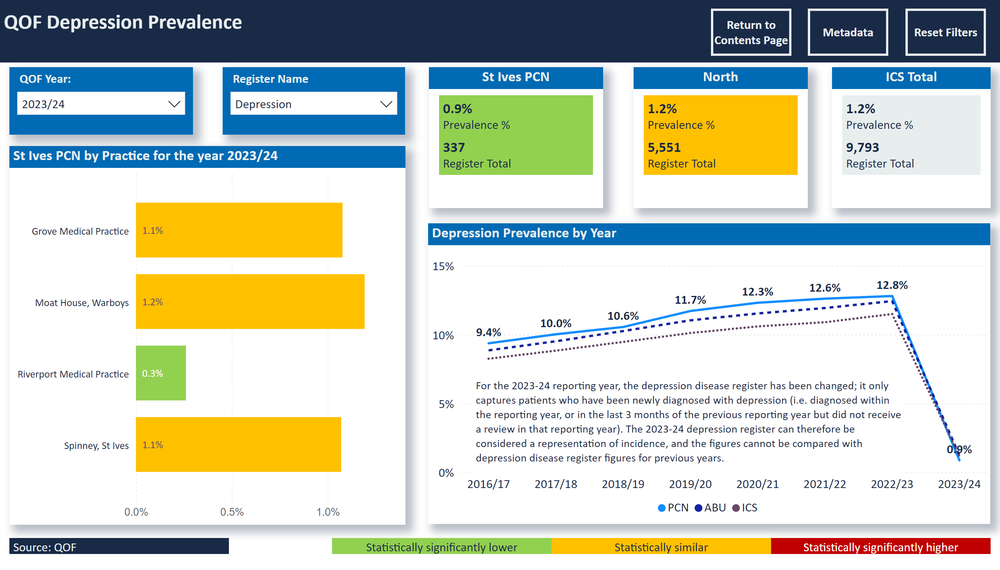 QOF Depression Prevalence
Return to
Contents Page
Metadata
Reset Filters
QOF Year:
2023/24
Register Name
Depression
St Ives PCN
0.9%
Prevalence %
337
Register Total
North
1.2%
Prevalence %
5,551
Register Total
ICS Total
1.2%
Prevalence %
9,793
Register Total
St Ives PCN by Practice for the year 2023/24
Grove Medical Practice
1.1%
Moat House, Warboys
1.2%
Riverport Medical Practice
0.3%
Spinney, St Ives
1.1%
0.0%
0.5%
1.0%
Depression Prevalence by Year
15%
10%
5%
0%
9.4%
10.0%
10.6%
11.7%
12.3%
12.6%
12.8%
0.9%
For the 2023-24 reporting year, the depression disease register has been changed; it only
captures patients who have been newly diagnosed with depression (i.e. diagnosed within
the reporting year, or in the last 3 months of the previous reporting year but did not receive
a review in that reporting year). The 2023-24 depression register can therefore be
considered a representation of incidence, and the figures cannot be compared with
depression disease register figures for previous years.
2016/17
2017/18
2018/19
2019/20
2020/21
2021/22
2022/23
2023/24
PCN
ABU
ICS
Source: QOF
Statistically significantly lower
Statistically similar
Statistically significantly higher